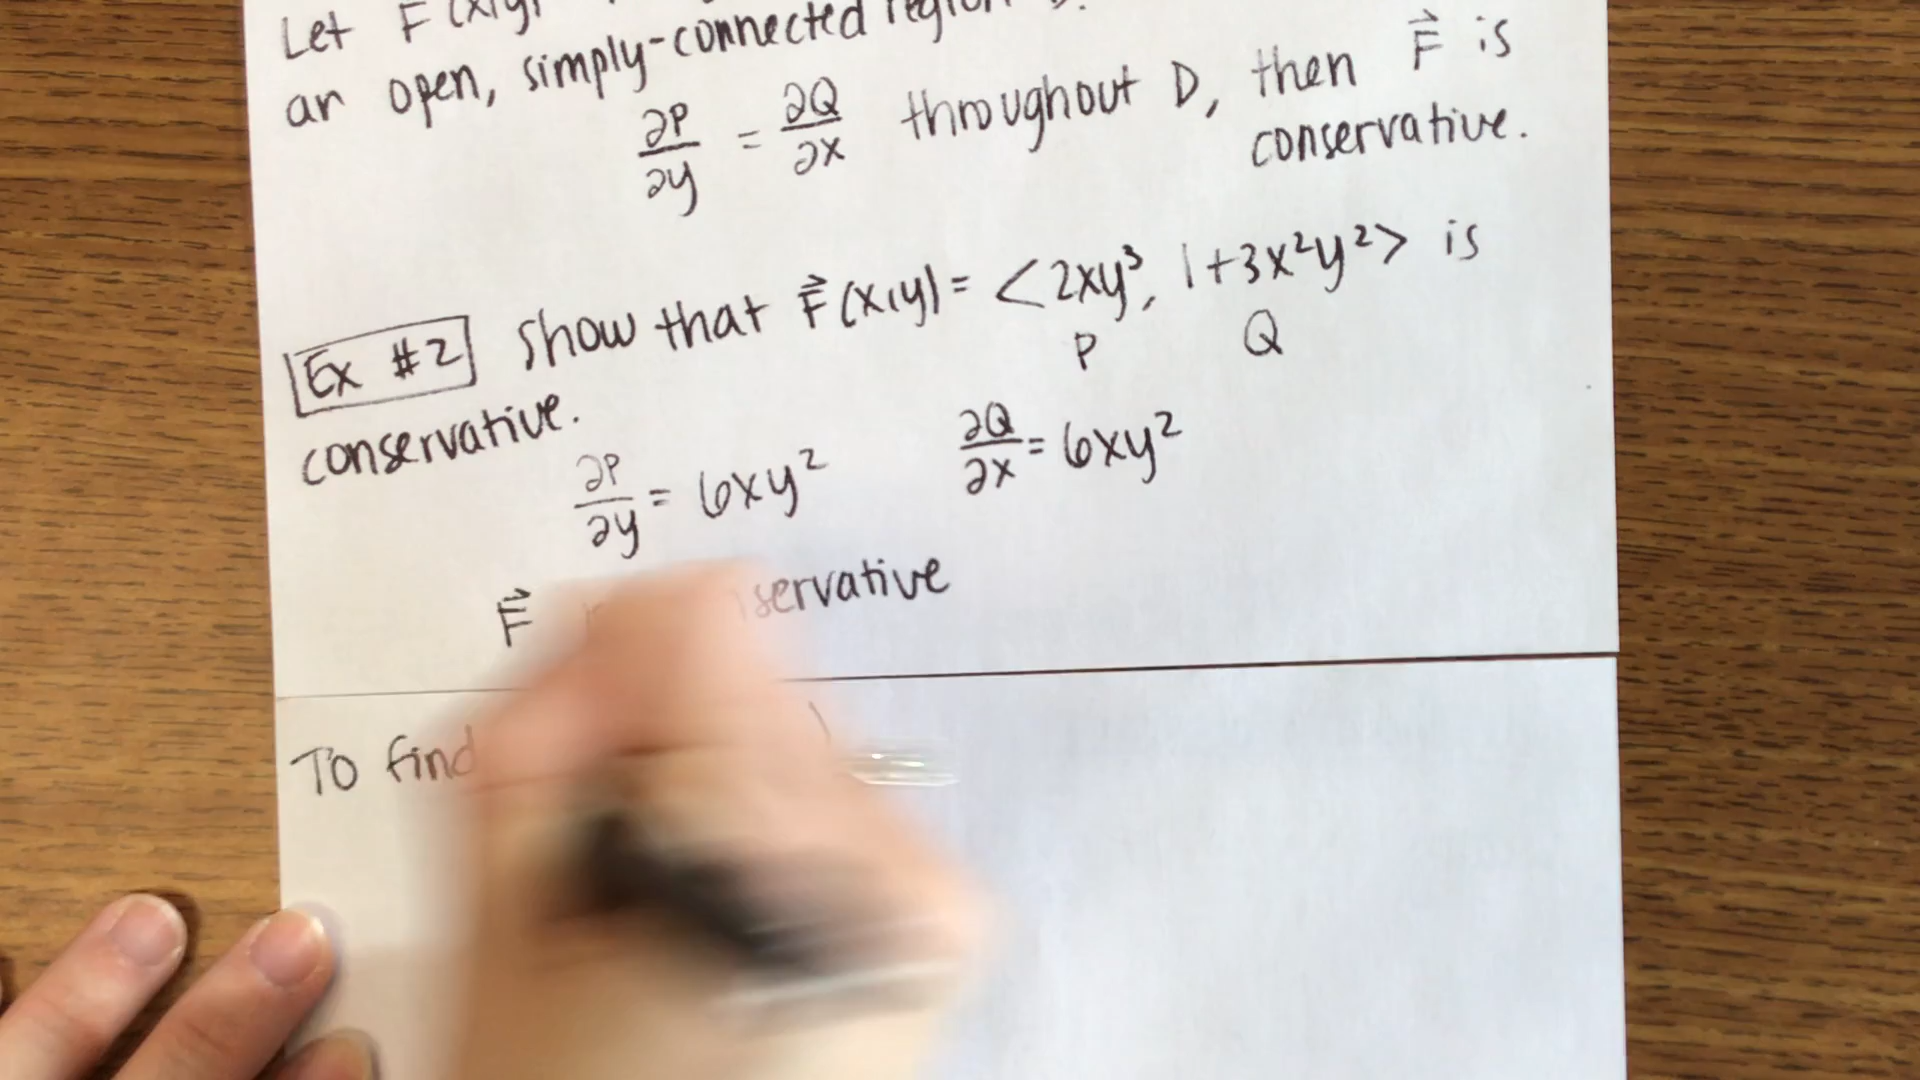 Let F (x,y)
an open, simply-connected region
∂P/∂y = ∂Q/∂x throughout D, then F⃗ is
conservative.
Ex #2 Show that F⃗(x,y) = <2xy³, 1+3x²y²> is
P Q
conservative.
∂P/∂y = 6xy² ∂Q/∂x = 6xy²
F⃗
To find